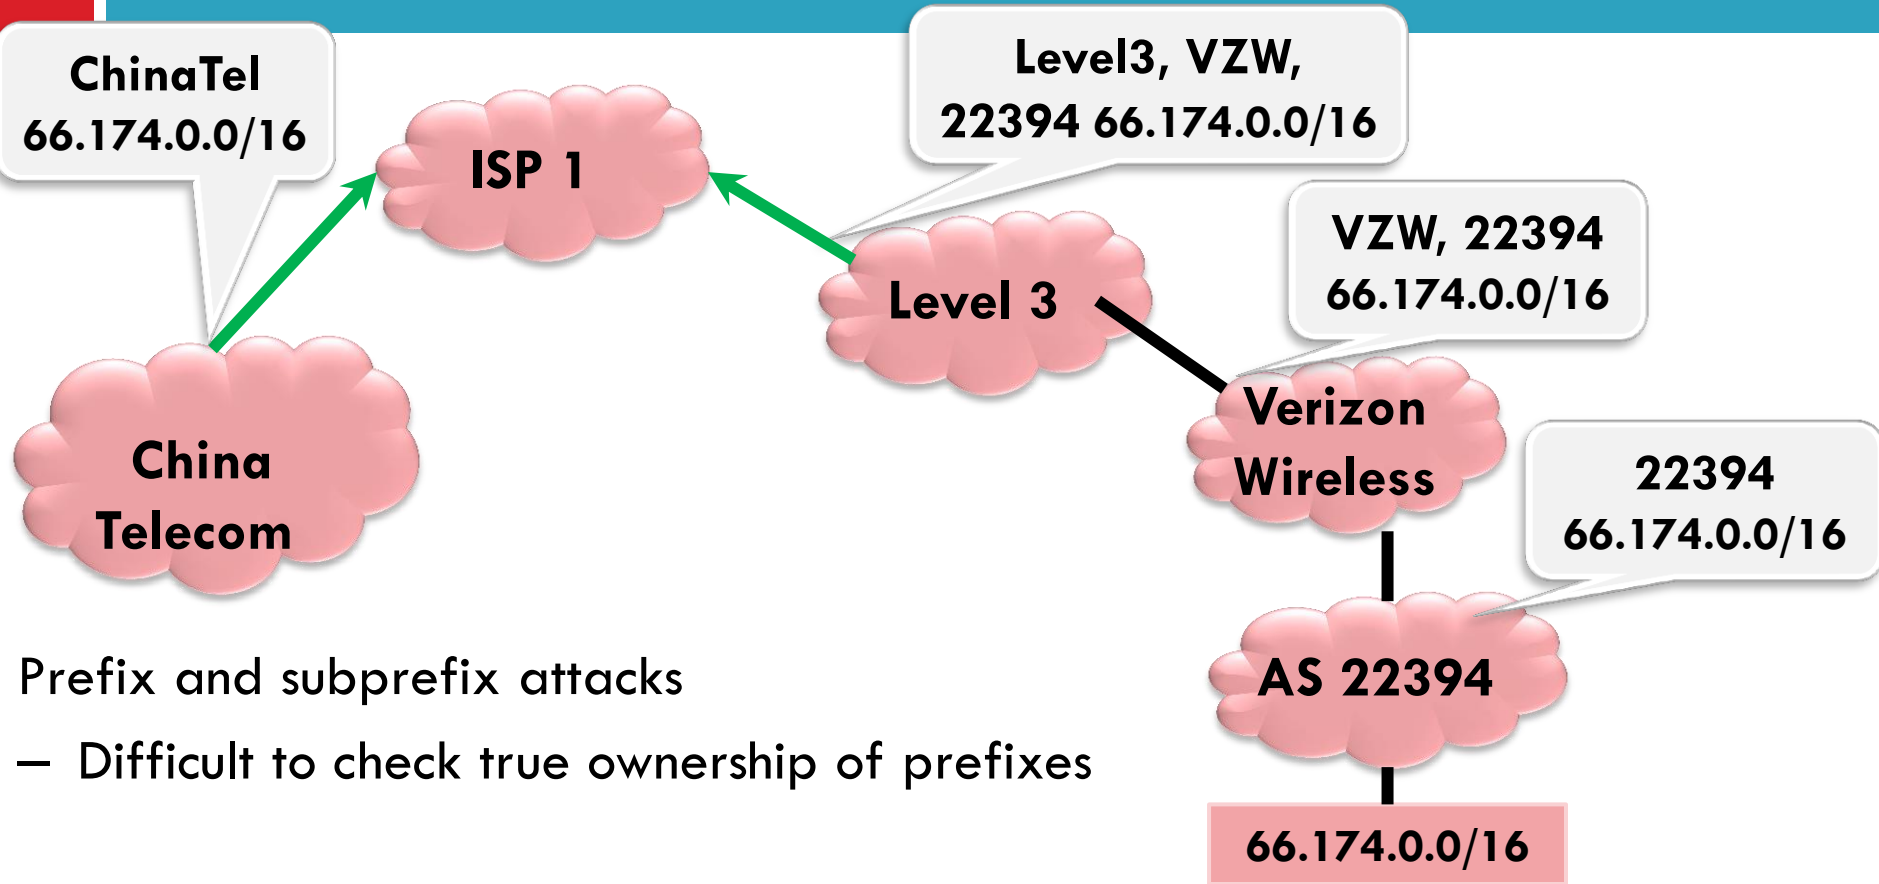 ChinaTel
66.174.0.0/16
ISP 1
Level3, VZW,
22394 66.174.0.0/16
Level 3
VZW, 22394
66.174.0.0/16
Verizon
Wireless
China
Telecom
22394
66.174.0.0/16
AS 22394
66.174.0.0/16
Prefix and subprefix attacks
– Difficult to check true ownership of prefixes